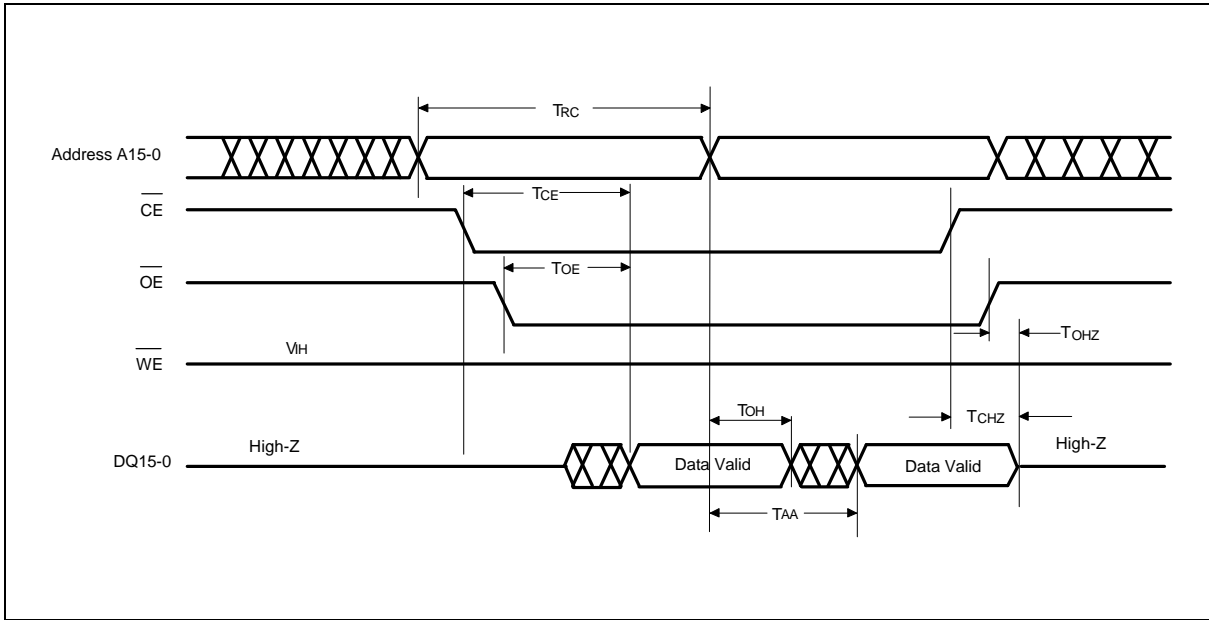 TRC
Address A15-0
TCE
CE
TOE
OE
TOHZ
VIH
WE
TOH
TCHZ
High-Z
High-Z
DQ15-0
Data Valid
Data Valid
TAA